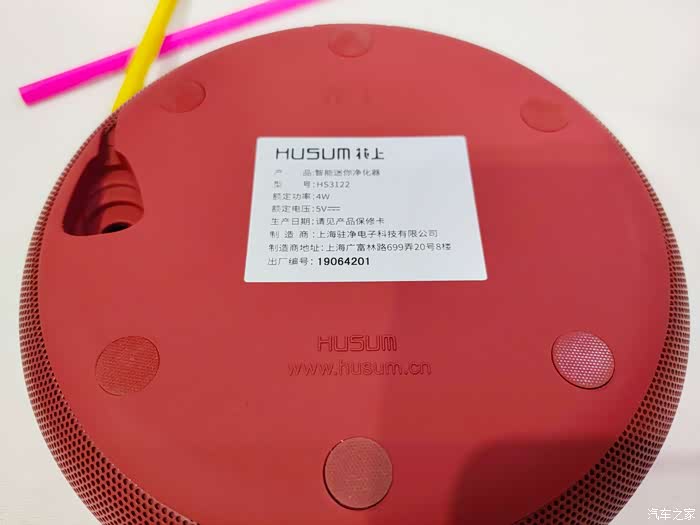 HUSUM 花上
产 品:智能迷你净化器
型 号:HS3122
额定功率:4W
额定电压:5V⎓
生产日期:请见产品保修卡
制 造 商:上海驻净电子科技有限公司
制造商地址:上海广富林路699弄20号8楼
出厂编号:19064201
HUSUM
www.husum.cn
汽车之家